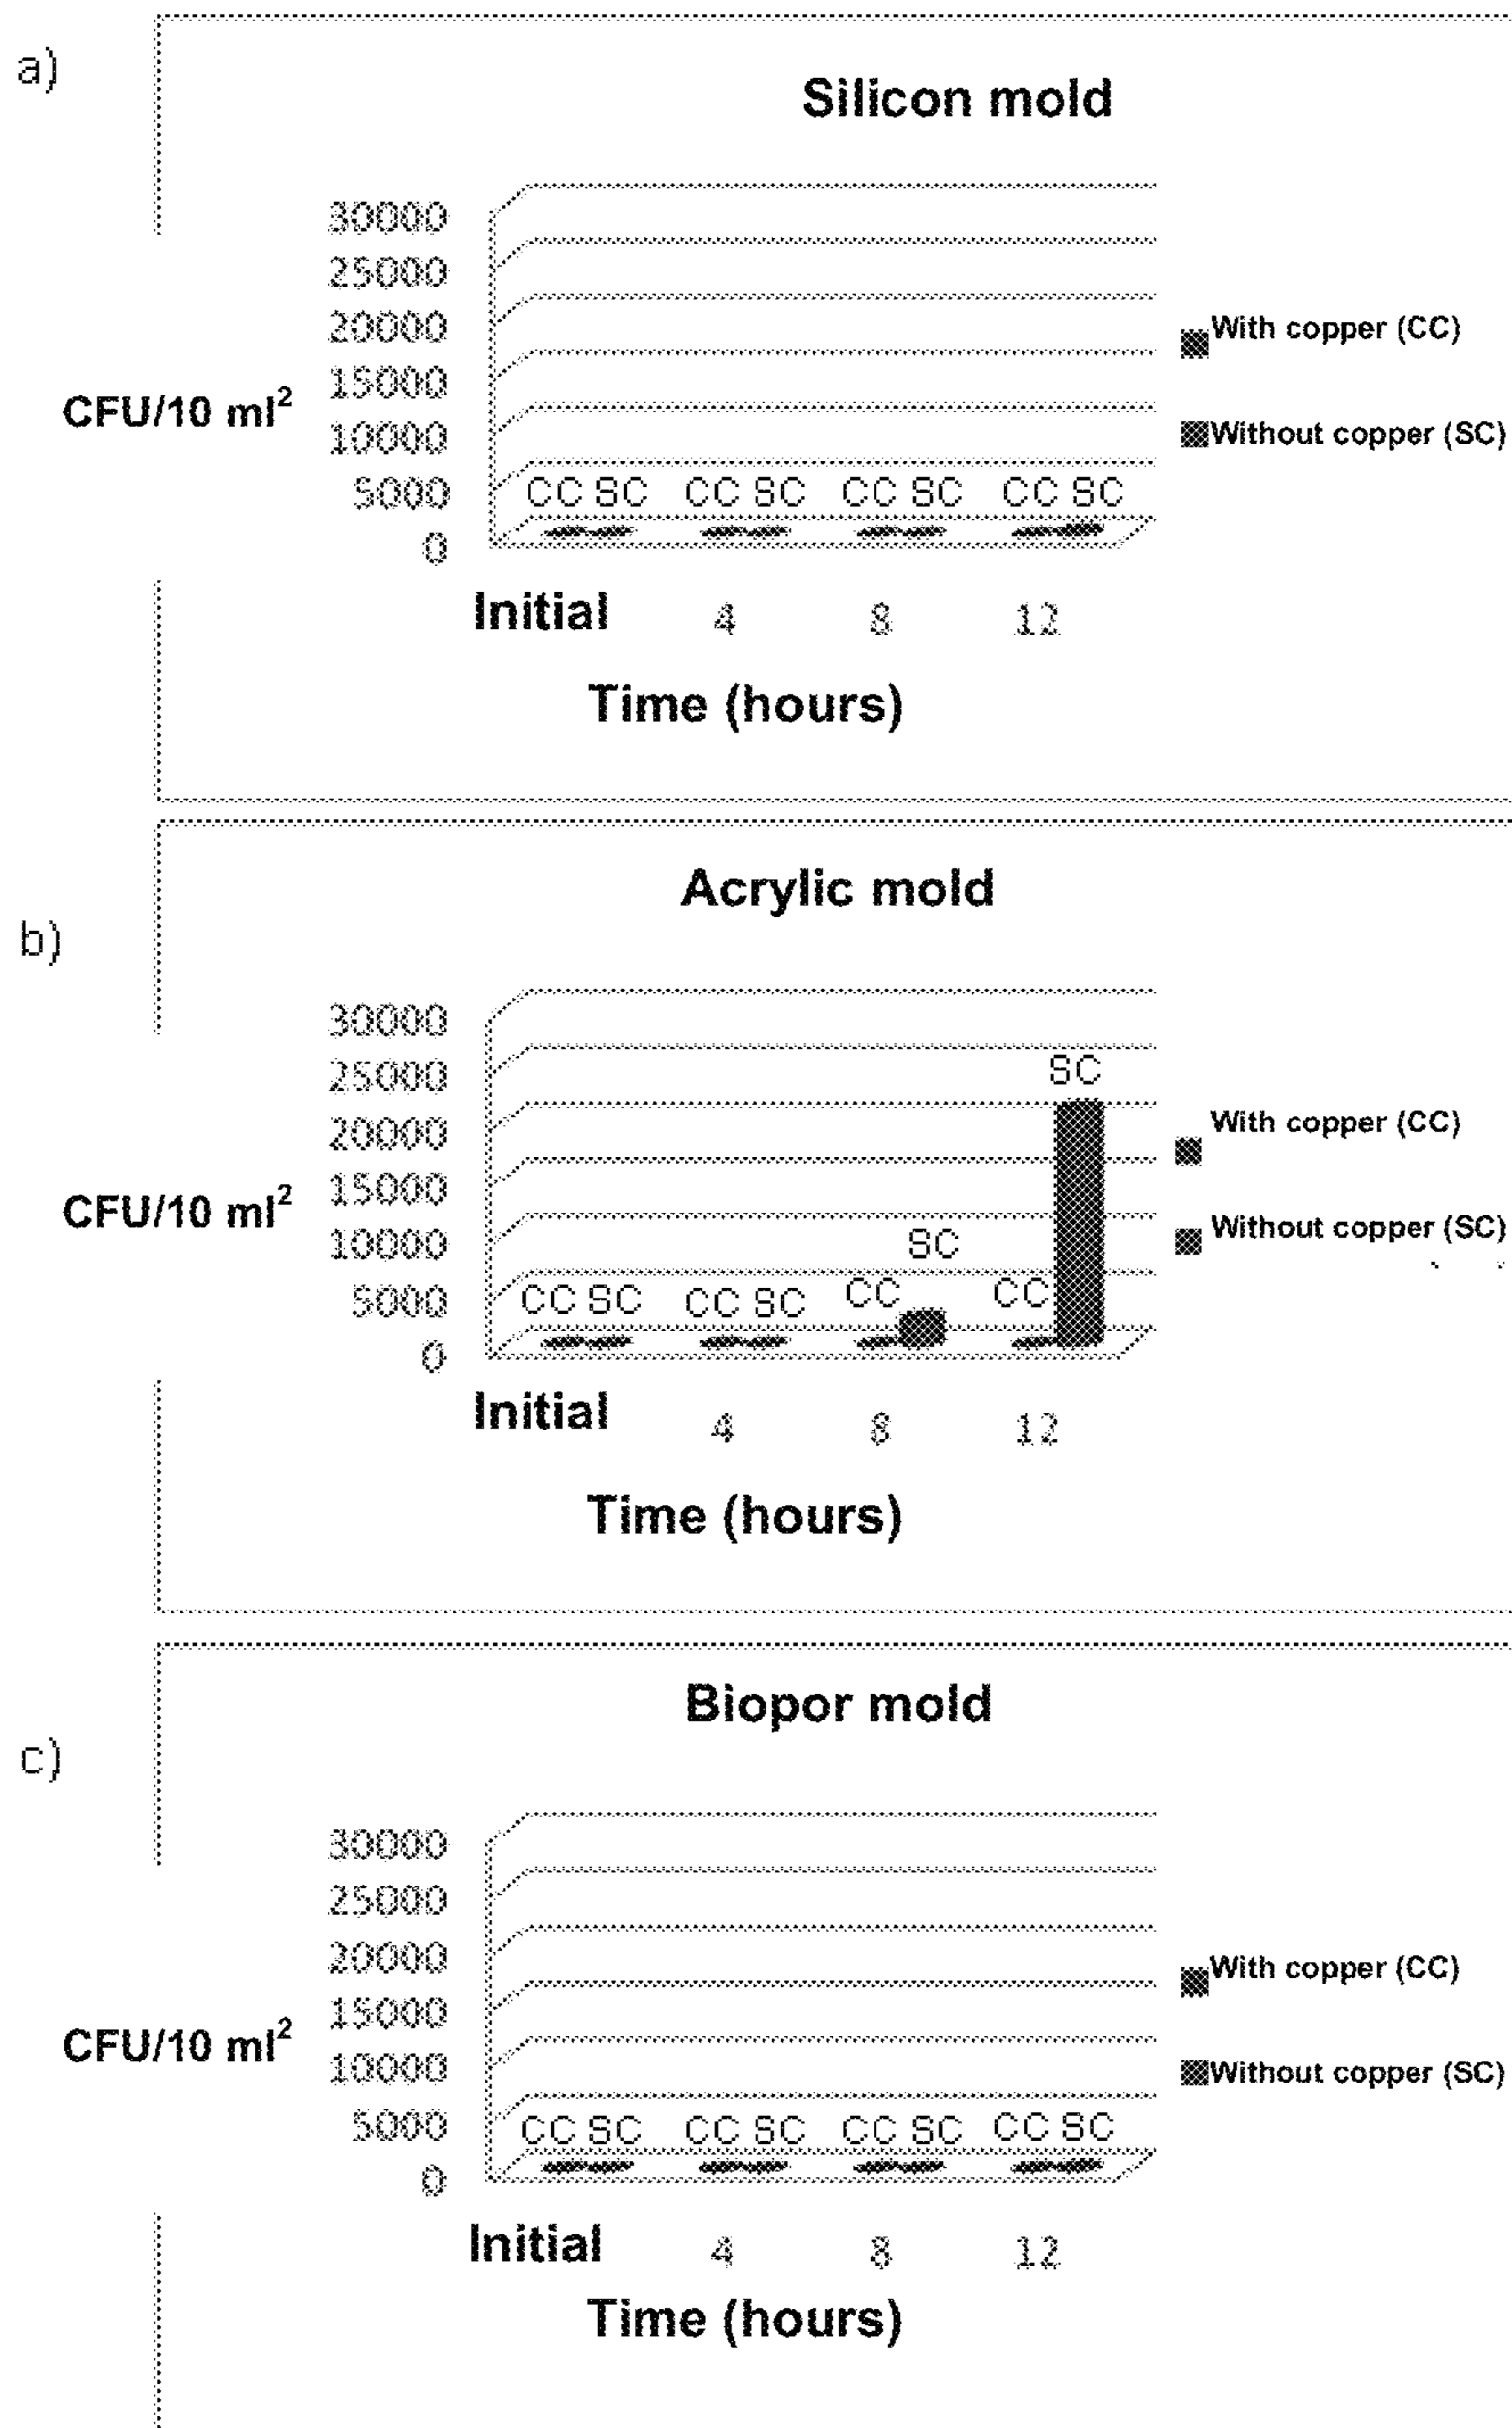 a)
Silicon mold
30000
25000
20000
15000
10000
5000
0
CFU/10 ml²
CC SC CC SC CC SC CC SC
Initial 4 8 12
Time (hours)
With copper (CC)
Without copper (SC)
b)
Acrylic mold
30000
25000
20000
15000
10000
5000
0
CFU/10 ml²
CC SC CC SC CC SC CC SC
Initial 4 8 12
Time (hours)
With copper (CC)
Without copper (SC)
c)
Biopor mold
30000
25000
20000
15000
10000
5000
0
CFU/10 ml²
CC SC CC SC CC SC CC SC
Initial 4 8 12
Time (hours)
With copper (CC)
Without copper (SC)